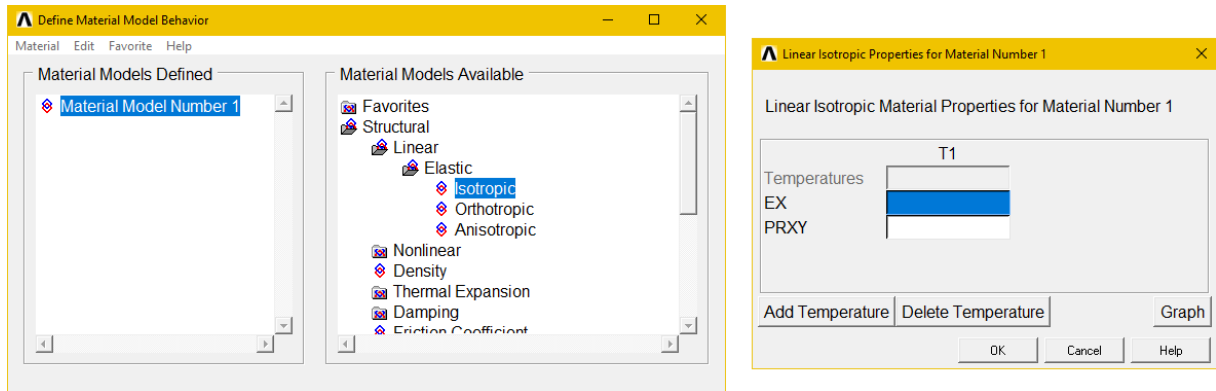 Define Material Model Behavior
Material Edit Favorite Help
Material Models Defined
Material Model Number 1
Material Models Available
Favorites
Structural
Linear
Elastic
Isotropic
Orthotropic
Anisotropic
Nonlinear
Density
Thermal Expansion
Damping
Friction Coefficient
Linear Isotropic Properties for Material Number 1
Linear Isotropic Material Properties for Material Number 1
T1
Temperatures
EX
PRXY
Add Temperature Delete Temperature Graph
OK Cancel Help